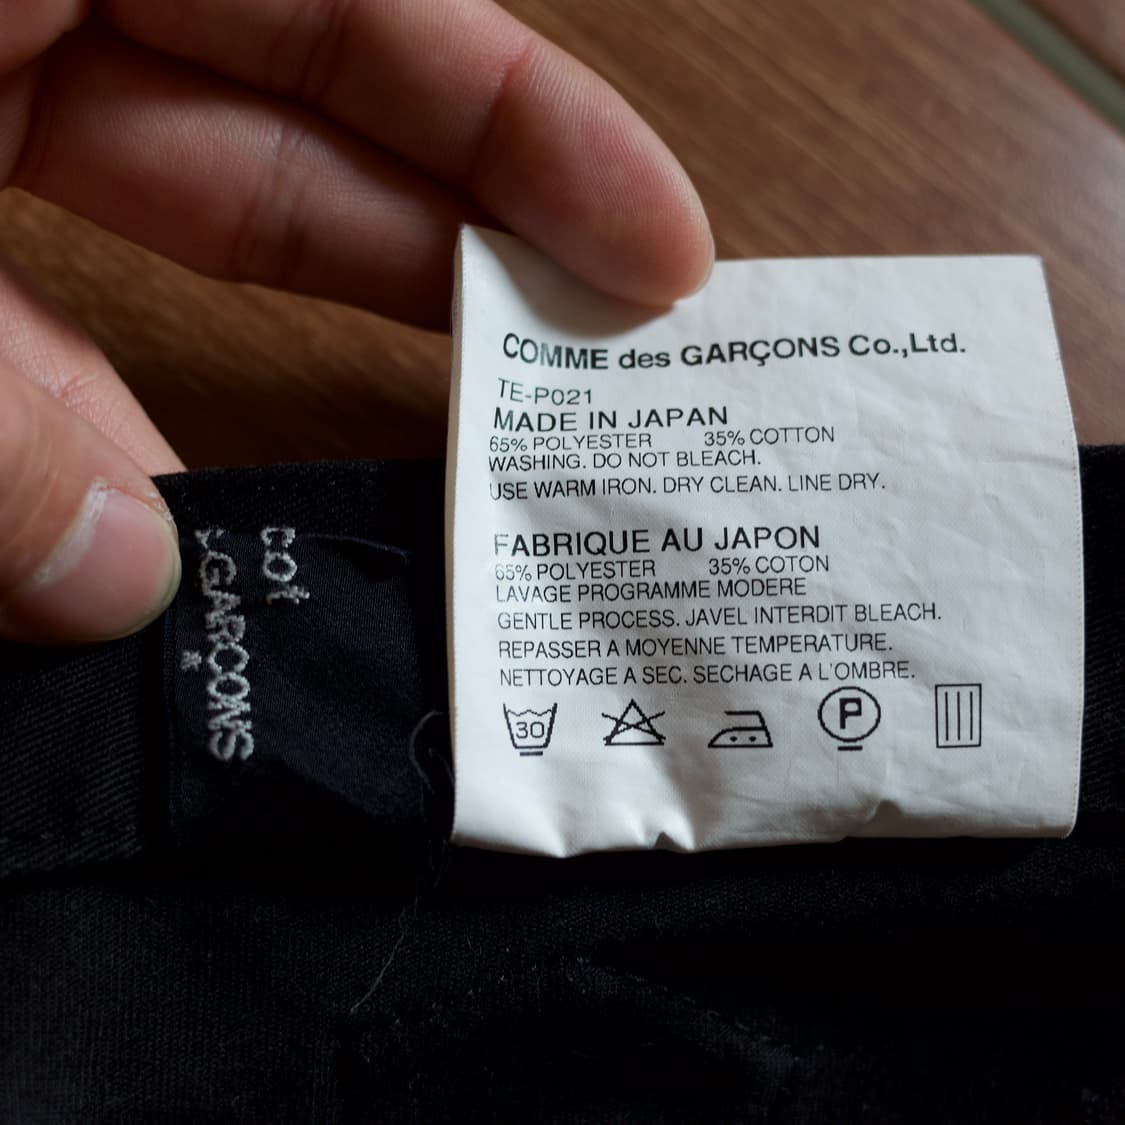 COMME des GARÇONS Co.,Ltd.
TE-P021
MADE IN JAPAN
65% POLYESTER 35% COTTON
WASHING. DO NOT BLEACH.
USE WARM IRON. DRY CLEAN. LINE DRY.
FABRIQUE AU JAPON
65% POLYESTER 35% COTON
LAVAGE PROGRAMME MODERE
GENTLE PROCESS. JAVEL INTERDIT BLEACH.
REPASSER A MOYENNE TEMPERATURE.
NETTOYAGE A SEC. SECHAGE A L'OMBRE.
30 P
GARÇONS